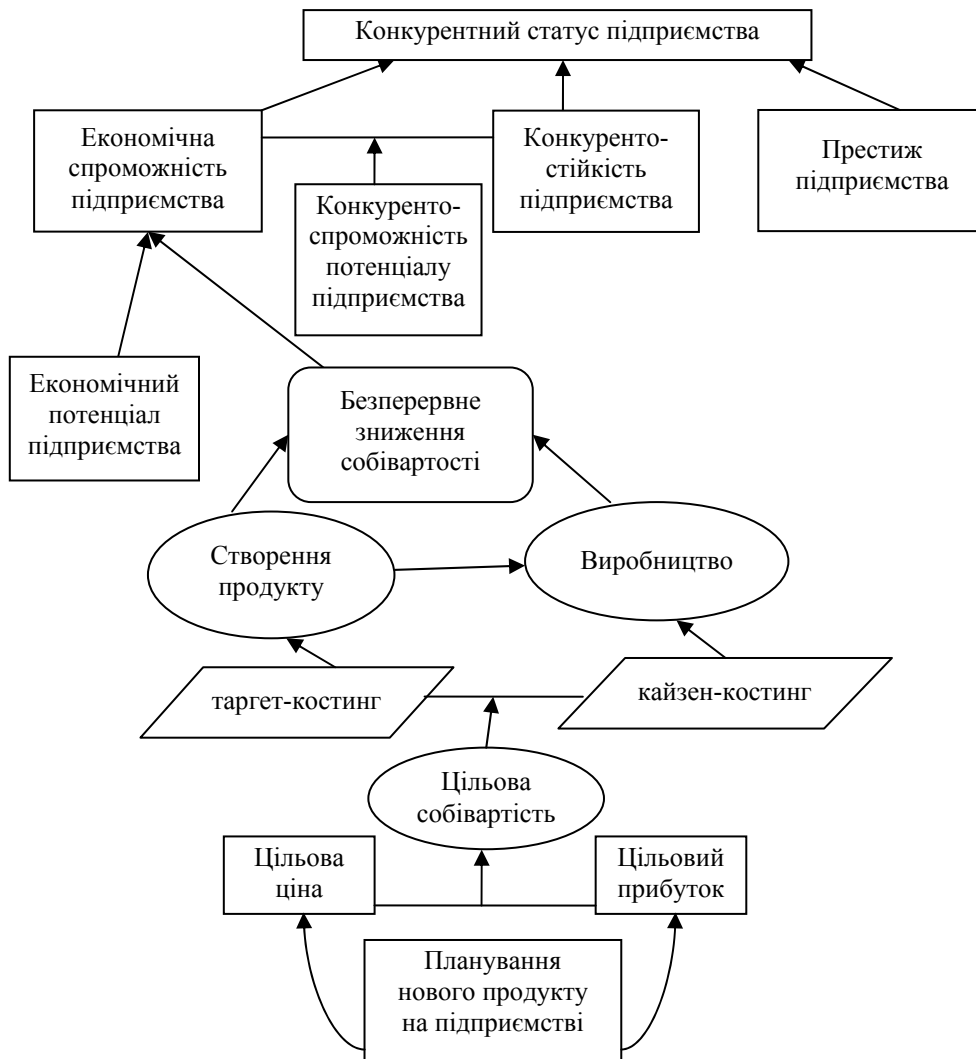 Конкурентний статус підприємства
Економічна
спроможність
підприємства
Конкуренто-
стійкість
підприємства
Престиж
підприємства
Конкуренто-
спроможність
потенціалу
підприємства
Економічний
потенціал
підприємства
Безперервне
зниження
собівартості
Створення
продукту
Виробництво
таргет-костинг
кайзен-костинг
Цільова
собівартість
Цільова
ціна
Цільовий
прибуток
Планування
нового продукту
на підприємстві